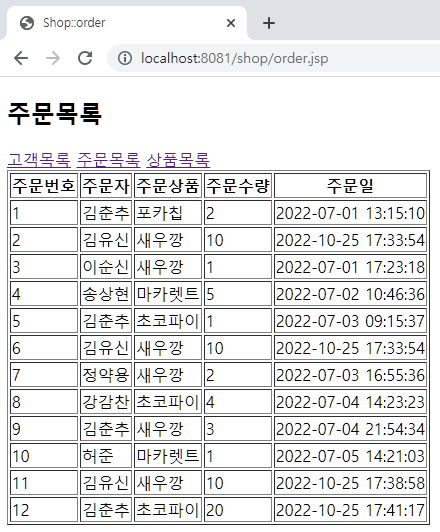 Shop::order
localhost:8081/shop/order.jsp
주문목록
고객목록 주문목록 상품목록
주문번호 주문자 주문상품 주문수량 주문일
1 김춘추 포카칩 2 2022-07-01 13:15:10
2 김유신 새우깡 10 2022-10-25 17:33:54
3 이순신 새우깡 1 2022-07-01 17:23:18
4 송상현 마카렛트 5 2022-07-02 10:46:36
5 김춘추 초코파이 1 2022-07-03 09:15:37
6 김유신 새우깡 10 2022-10-25 17:33:54
7 정약용 새우깡 2 2022-07-03 16:55:36
8 강감찬 초코파이 4 2022-07-04 14:23:23
9 김춘추 새우깡 3 2022-07-04 21:54:34
10 허준 마카렛트 1 2022-07-05 14:21:03
11 김유신 새우깡 10 2022-10-25 17:38:58
12 김춘추 초코파이 20 2022-10-25 17:41:17